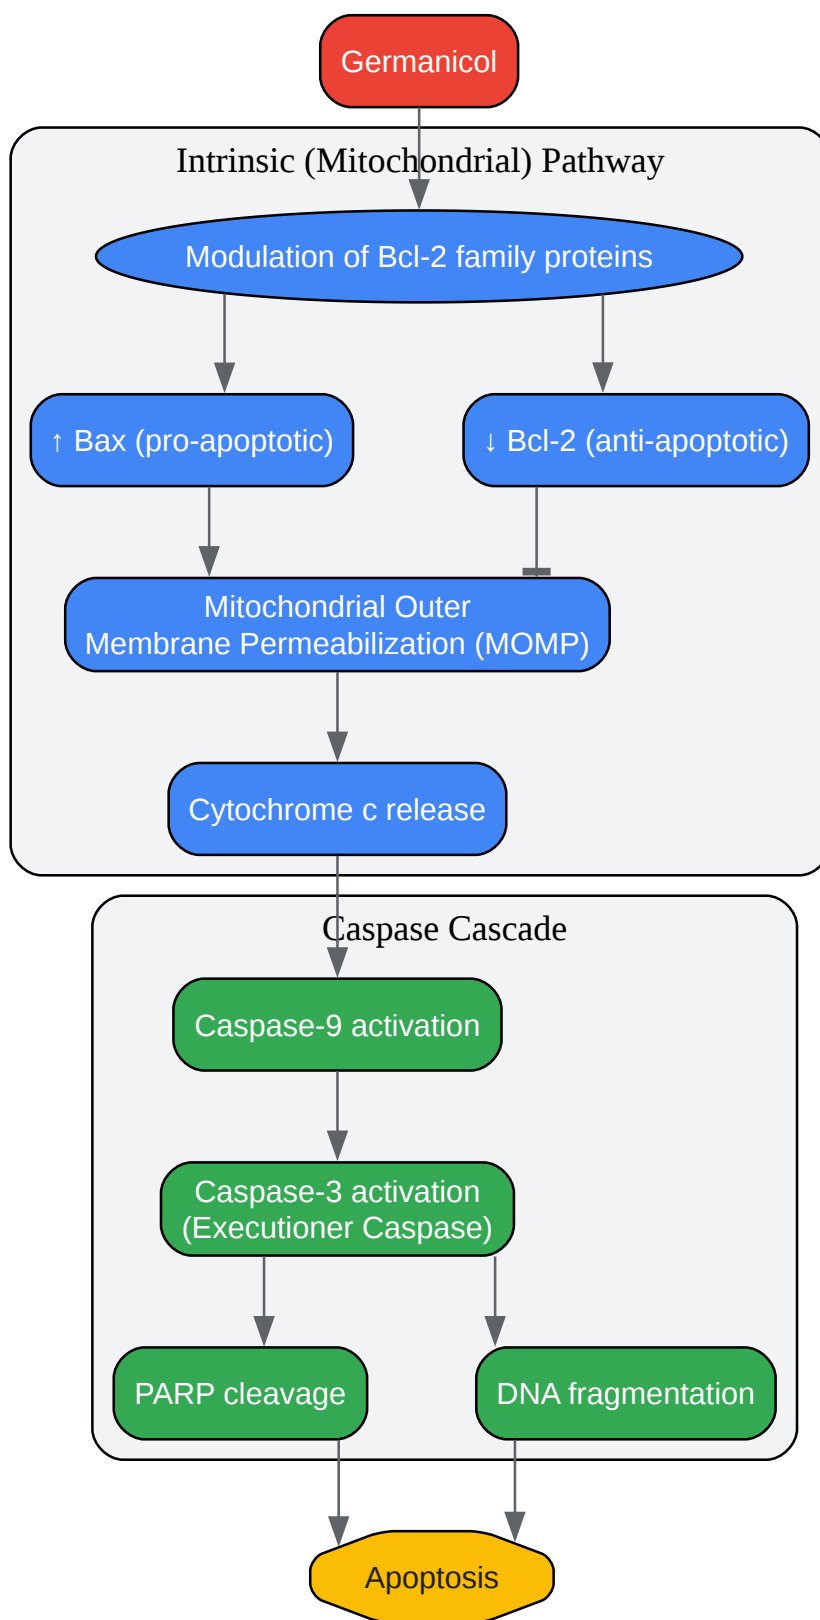 Germanicol
Intrinsic (Mitochondrial) Pathway
Modulation of Bcl-2 family proteins
↑ Bax (pro-apoptotic)
↓ Bcl-2 (anti-apoptotic)
Mitochondrial Outer
Membrane Permeabilization (MOMP)
Cytochrome c release
Caspase Cascade
Caspase-9 activation
Caspase-3 activation
(Executioner Caspase)
PARP cleavage
DNA fragmentation
Apoptosis